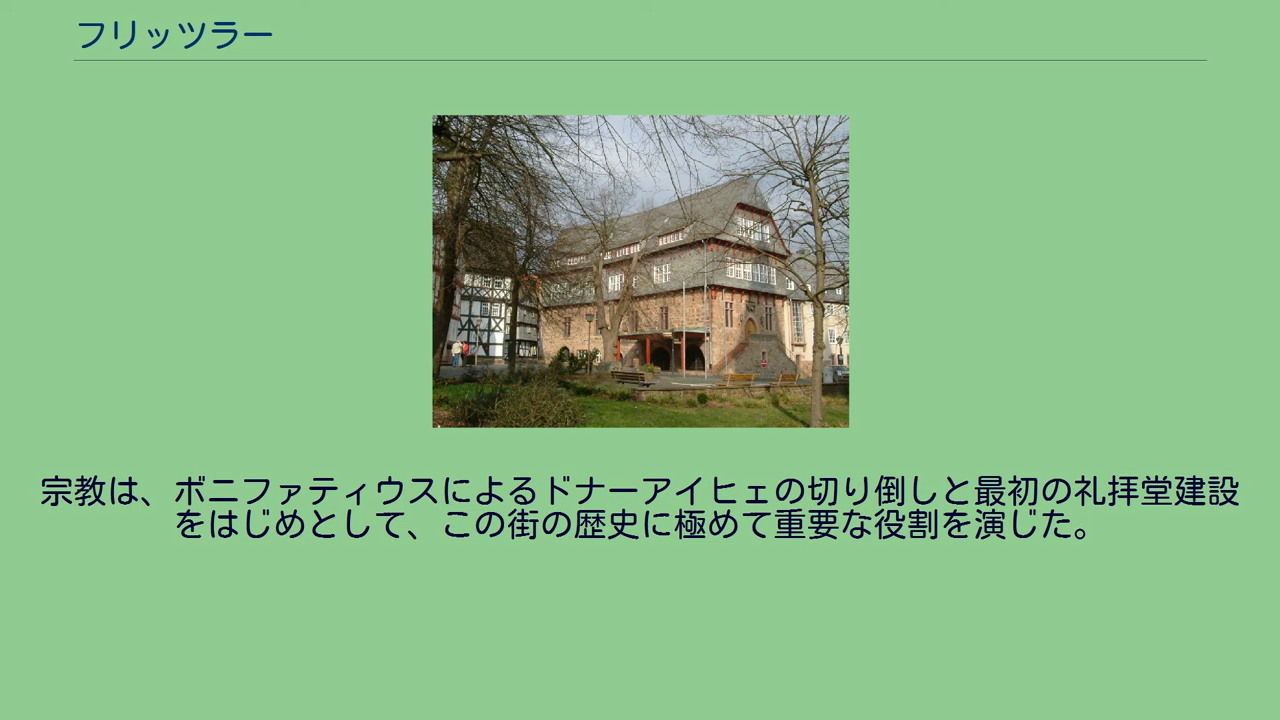 フリッツラー
宗教は、ボニファティウスによるドナーアイヒェの切り倒しと最初の礼拝堂建設
をはじめとして、この街の歴史に極めて重要な役割を演じた。